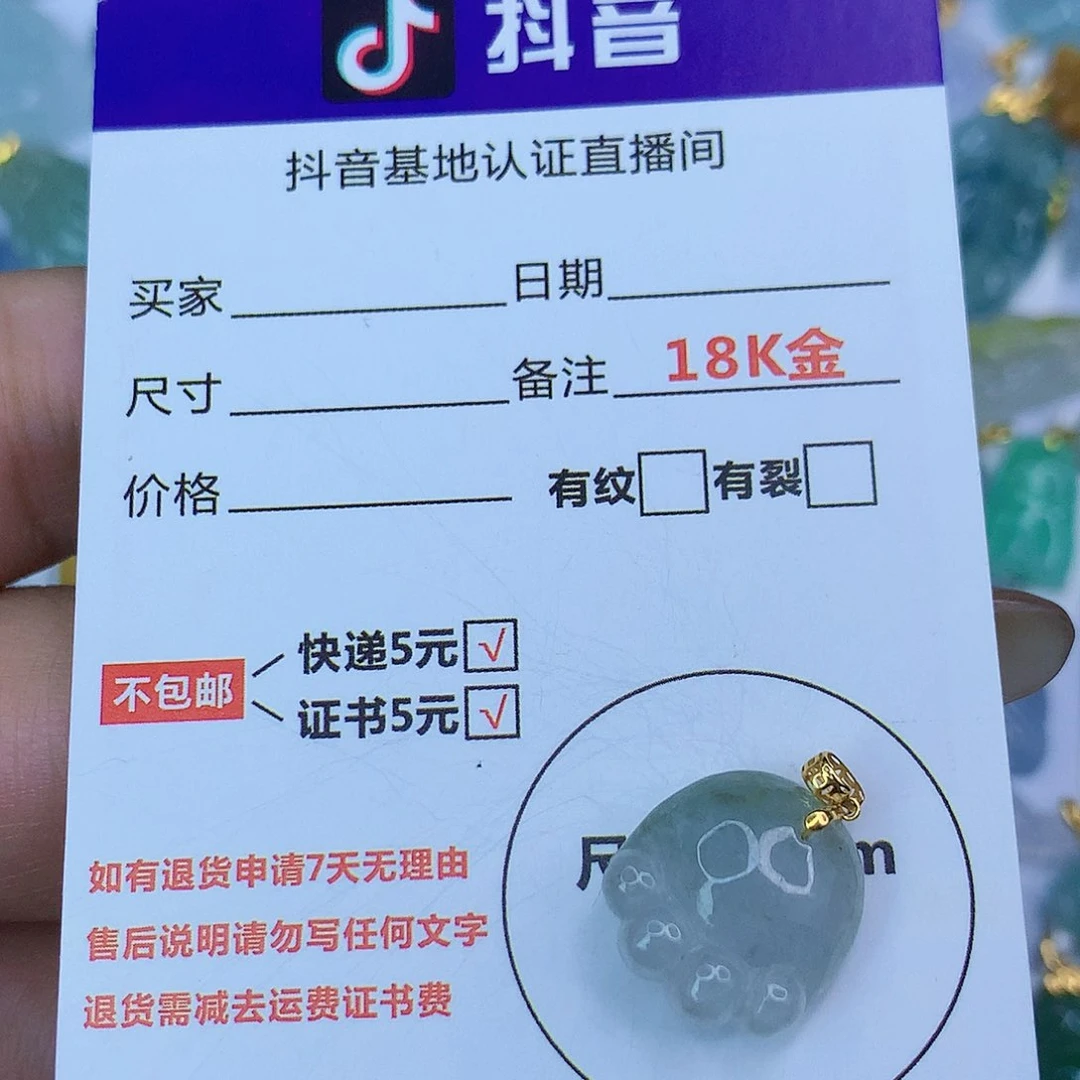 抖音
抖音基地认证直播间
买家 日期
尺寸 备注 18K金
价格 有纹 有裂
不包邮
快递5元 √
证书5元 √
如有退货申请7天无理由
售后说明请勿写任何文字
退货需减去运费证书费